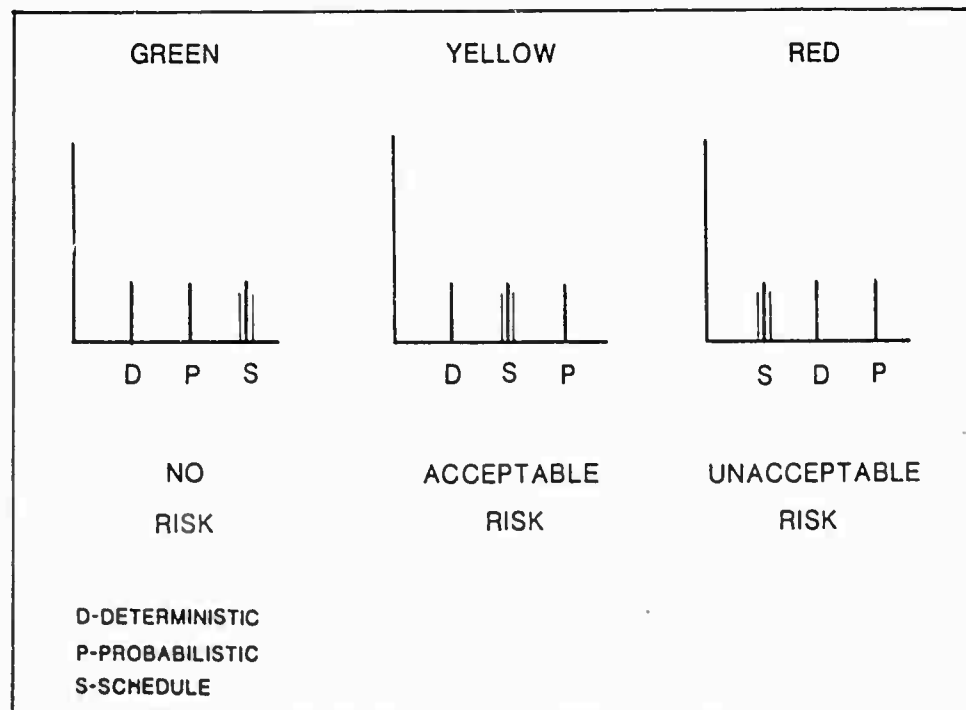 GREEN YELLOW RED
D P S D S P S D P
NO ACCEPTABLE UNACCEPTABLE
RISK RISK RISK
D-DETERMINISTIC
P-PROBABILISTIC
S-SCHEDULE